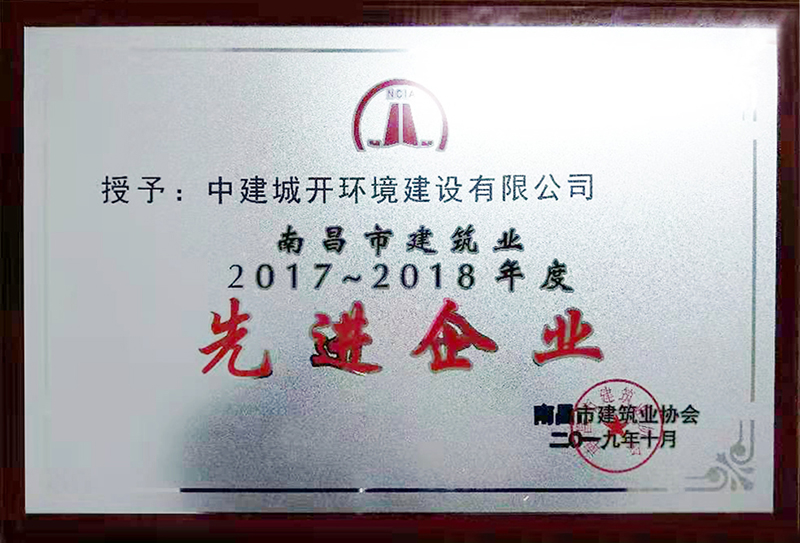 NCIA
授予：中建城开环境建设有限公司
南昌市建筑业
2017~2018年度
先进企业
南昌市建筑业协会
二〇一九年十月